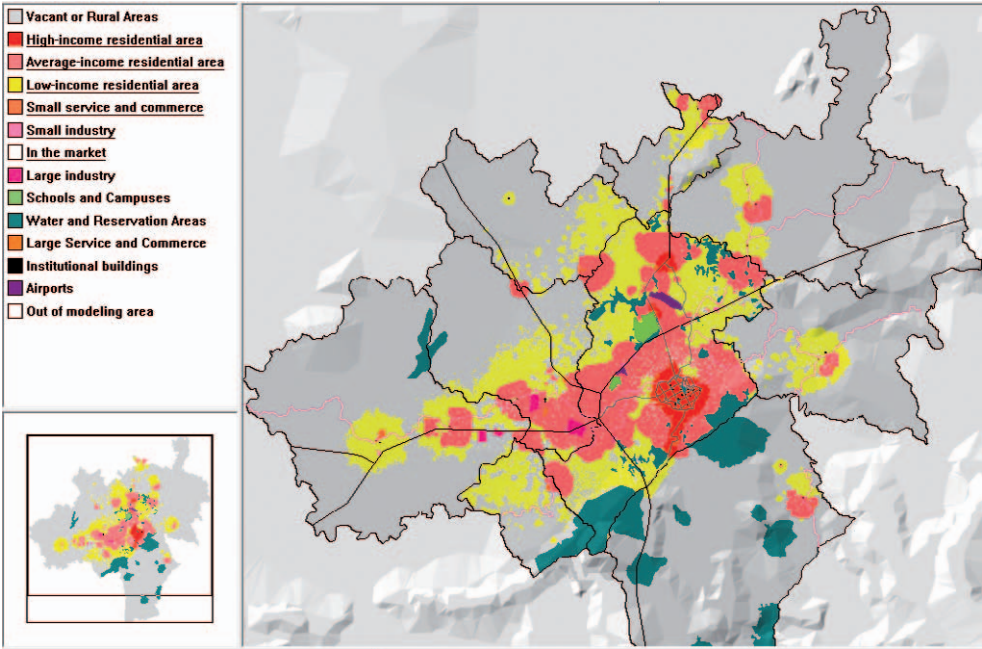 Vacant or Rural Areas
High-income residential area
Average-income residential area
Low-income residential area
Small service and commerce
Small industry
In the market
Large industry
Schools and Campuses
Water and Reservation Areas
Large Service and Commerce
Institutional buildings
Airports
Out of modeling area